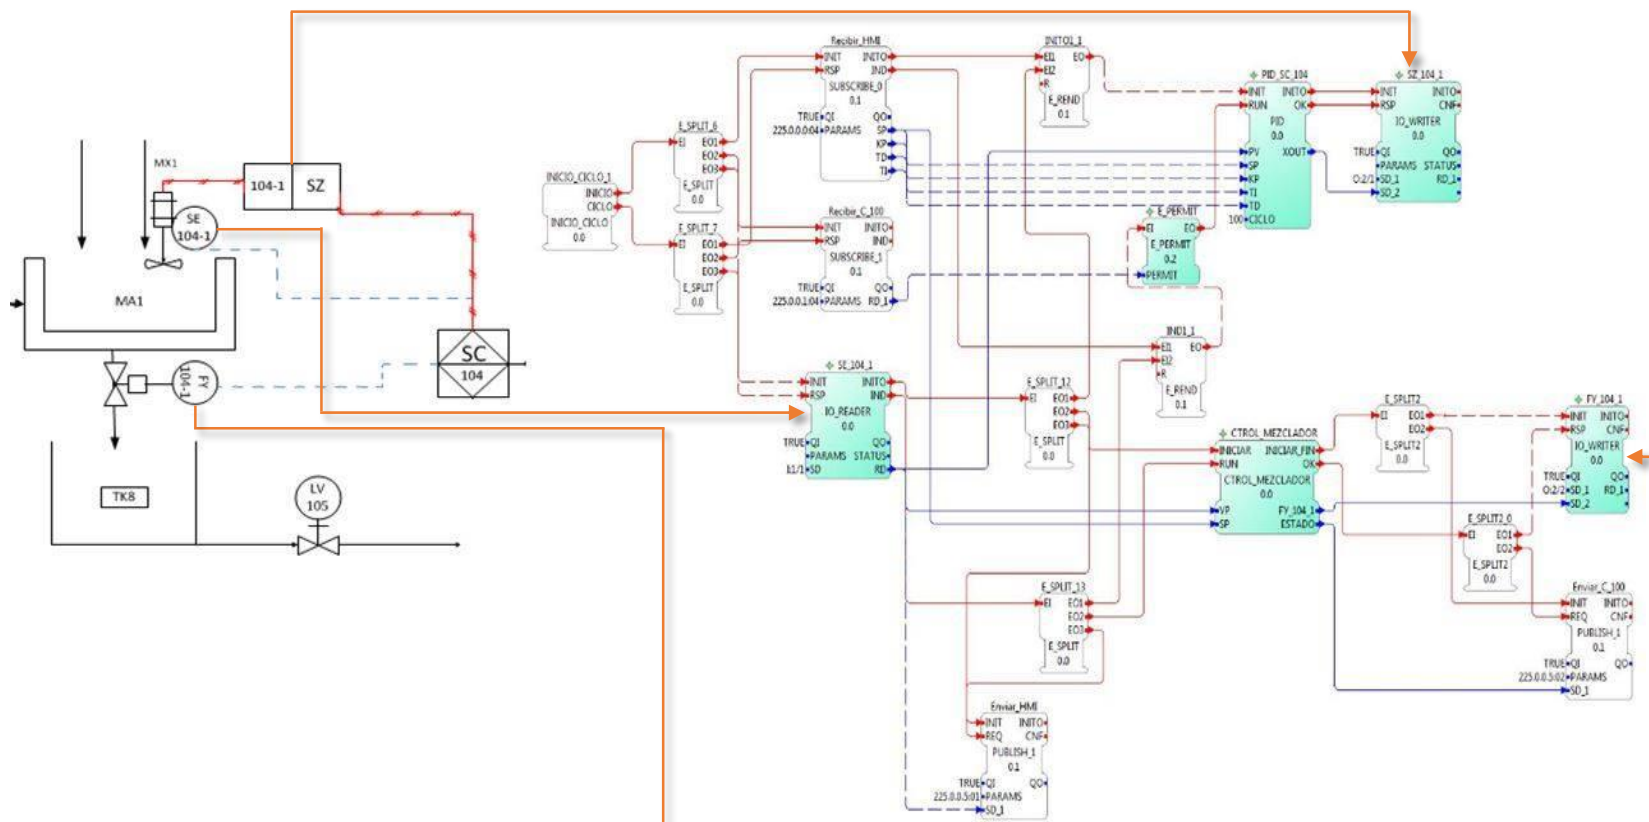 MX1
104-1 SZ
SE
104-1
MA1
SC
104
FY
104-1
TK8
LV
105
INICIO_CICLO_1
INICIO
CICLO
INICIO_CICLO
0.0
E_SPLIT_6
EI EO1
EO2
EO3
E_SPLIT
0.0
E_SPLIT_7
EI EO1
EO2
EO3
E_SPLIT
0.0
Recibir_HMI
INIT INITO
RSP IND
SUBSCRIBE_0
0.1
TRUE QI QO
225.0.0.0:04 PARAMS SP
KP
TD
TI
Recibir_C_100
INIT INITO
RSP IND
SUBSCRIBE_1
0.1
TRUE QI QO
225.0.0.1:04 PARAMS RD_1
SE_104_1
INIT INITO
RSP IND
IO_READER
0.0
TRUE QI QO
PARAMS STATUS
I:1/1 SD RD
INITO1_1
EI1 EO
EI2
R
E_REND
0.1
PID_SC_104
INIT INITO
RUN OK
PID
0.0
PV XOUT
SP
KP
TI
TD
100 CICLO
SZ_104_1
INIT INITO
RSP CNF
IO_WRITER
0.0
TRUE QI QO
PARAMS STATUS
O:2/1 SD_1 RD_1
SD_2
E_PERMIT
EI EO
E_PERMIT
0.2
PERMIT
IND1_1
EI1 EO
EI2
R
E_REND
0.1
E_SPLIT_12
EI EO1
EO2
EO3
E_SPLIT
0.0
CTROL_MEZCLADOR
INICIAR INICIAR_FIN
RUN OK
CTROL_MEZCLADOR
0.0
VP FY_104_1
SP ESTADO
E_SPLIT2
EI EO1
EO2
E_SPLIT2
0.0
FY_104_1
INIT INITO
RSP CNF
IO_WRITER
0.0
TRUE QI QO
O:2/2 SD_1 RD_1
SD_2
E_SPLIT2_0
EI EO1
EO2
E_SPLIT2
0.0
E_SPLIT_13
EI EO1
EO2
EO3
E_SPLIT
0.0
Enviar_C_100
INIT INITO
REQ CNF
PUBLISH_1
0.1
TRUE QI QO
225.0.0.5:02 PARAMS
SD_1
Enviar_HMI
INIT INITO
REQ CNF
PUBLISH_1
0.1
TRUE QI QO
225.0.0.5:01 PARAMS
SD_1